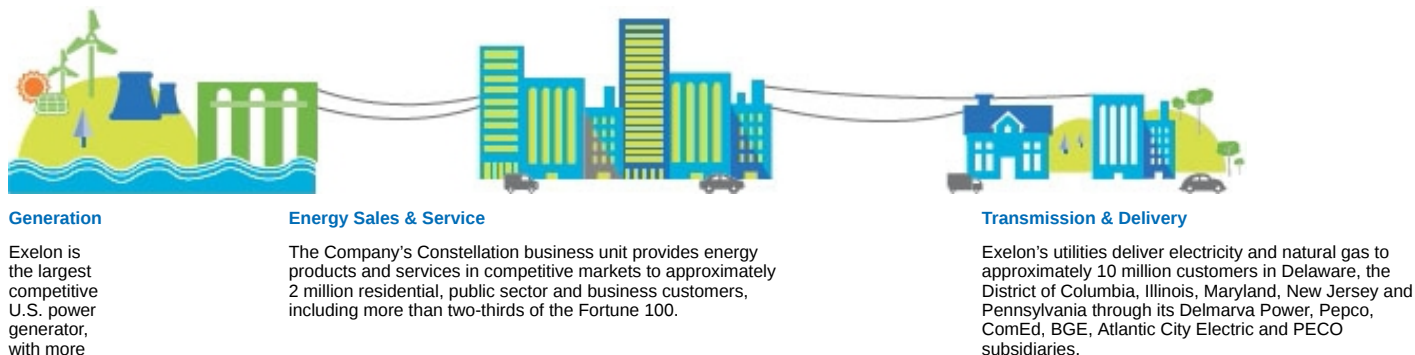 Generation
Exelon is
the largest
competitive
U.S. power
generator,
with more
Energy Sales & Service
The Company’s Constellation business unit provides energy
products and services in competitive markets to approximately
2 million residential, public sector and business customers,
including more than two-thirds of the Fortune 100.
Transmission & Delivery
Exelon’s utilities deliver electricity and natural gas to
approximately 10 million customers in Delaware, the
District of Columbia, Illinois, Maryland, New Jersey and
Pennsylvania through its Delmarva Power, Pepco,
ComEd, BGE, Atlantic City Electric and PECO
subsidiaries.